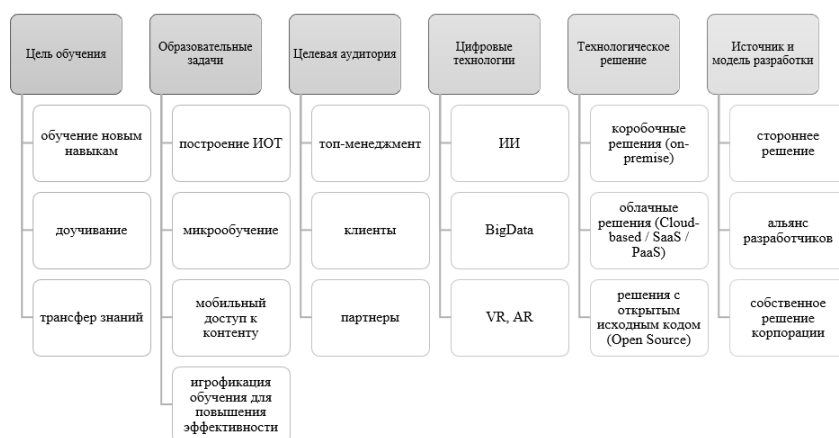 Цель обучения
обучение новым
навыкам
доучивание
трансфер знаний
Образовательные
задачи
построение ИОТ
микрообучение
мобильный
доступ к
контенту
игрофикация
обучения для
повышения
эффективности
Целевая аудитория
топ-менеджмент
клиенты
партнеры
Цифровые
технологии
ИИ
BigData
VR, AR
Технологическое
решение
коробочные
решения (on-
premise)
облачные
решения (Cloud-
based / SaaS /
PaaS)
решения с
открытым
исходным кодом
(Open Source)
Источник и
модель разработки
стороннее
решение
альянс
разработчиков
собственное
решение
корпорации